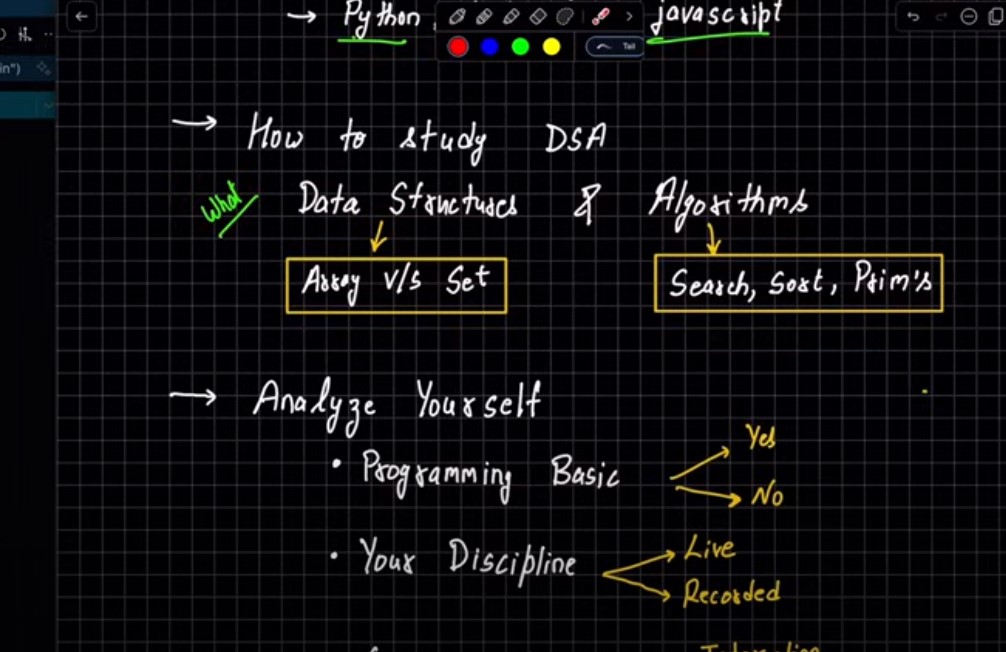 in")
→ Python javascript
Tail
→ How to study DSA
What Data Structures & Algorithms
Array v/s Set
Search, Sort, Prim's
→ Analyze Yourself
• Programming Basic
Yes
No
• Your Discipline
Live
Recorded